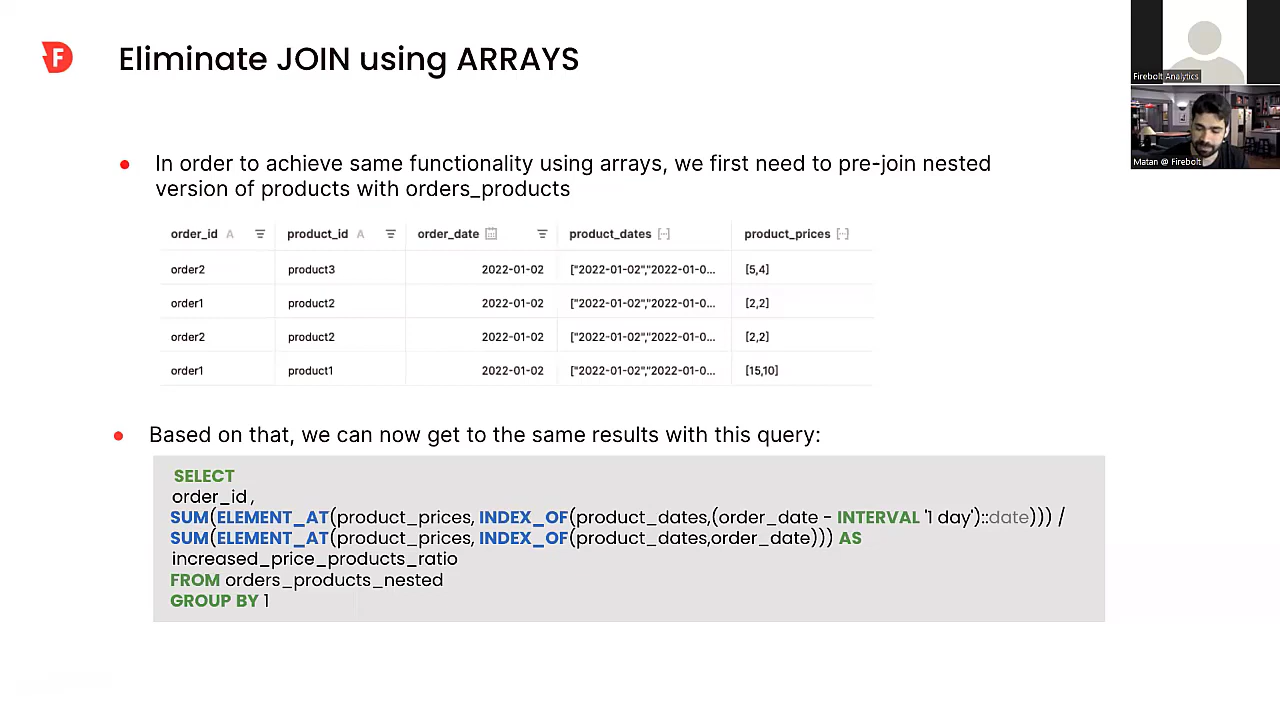 F
Eliminate JOIN using ARRAYS
Firebolt Analytics
Matan @ Firebolt
In order to achieve same functionality using arrays, we first need to pre-join nested
version of products with orders_products
order_id A product_id A order_date product_dates [··] product_prices [··]
order2 product3 2022-01-02 ["2022-01-02","2022-01-0... [5,4]
order1 product2 2022-01-02 ["2022-01-02","2022-01-0... [2,2]
order2 product2 2022-01-02 ["2022-01-02","2022-01-0... [2,2]
order1 product1 2022-01-02 ["2022-01-02","2022-01-0... [15,10]
Based on that, we can now get to the same results with this query:
SELECT
order_id ,
SUM(ELEMENT_AT(product_prices, INDEX_OF(product_dates,(order_date - INTERVAL '1 day')::date))) /
SUM(ELEMENT_AT(product_prices, INDEX_OF(product_dates,order_date))) AS
increased_price_products_ratio
FROM orders_products_nested
GROUP BY 1